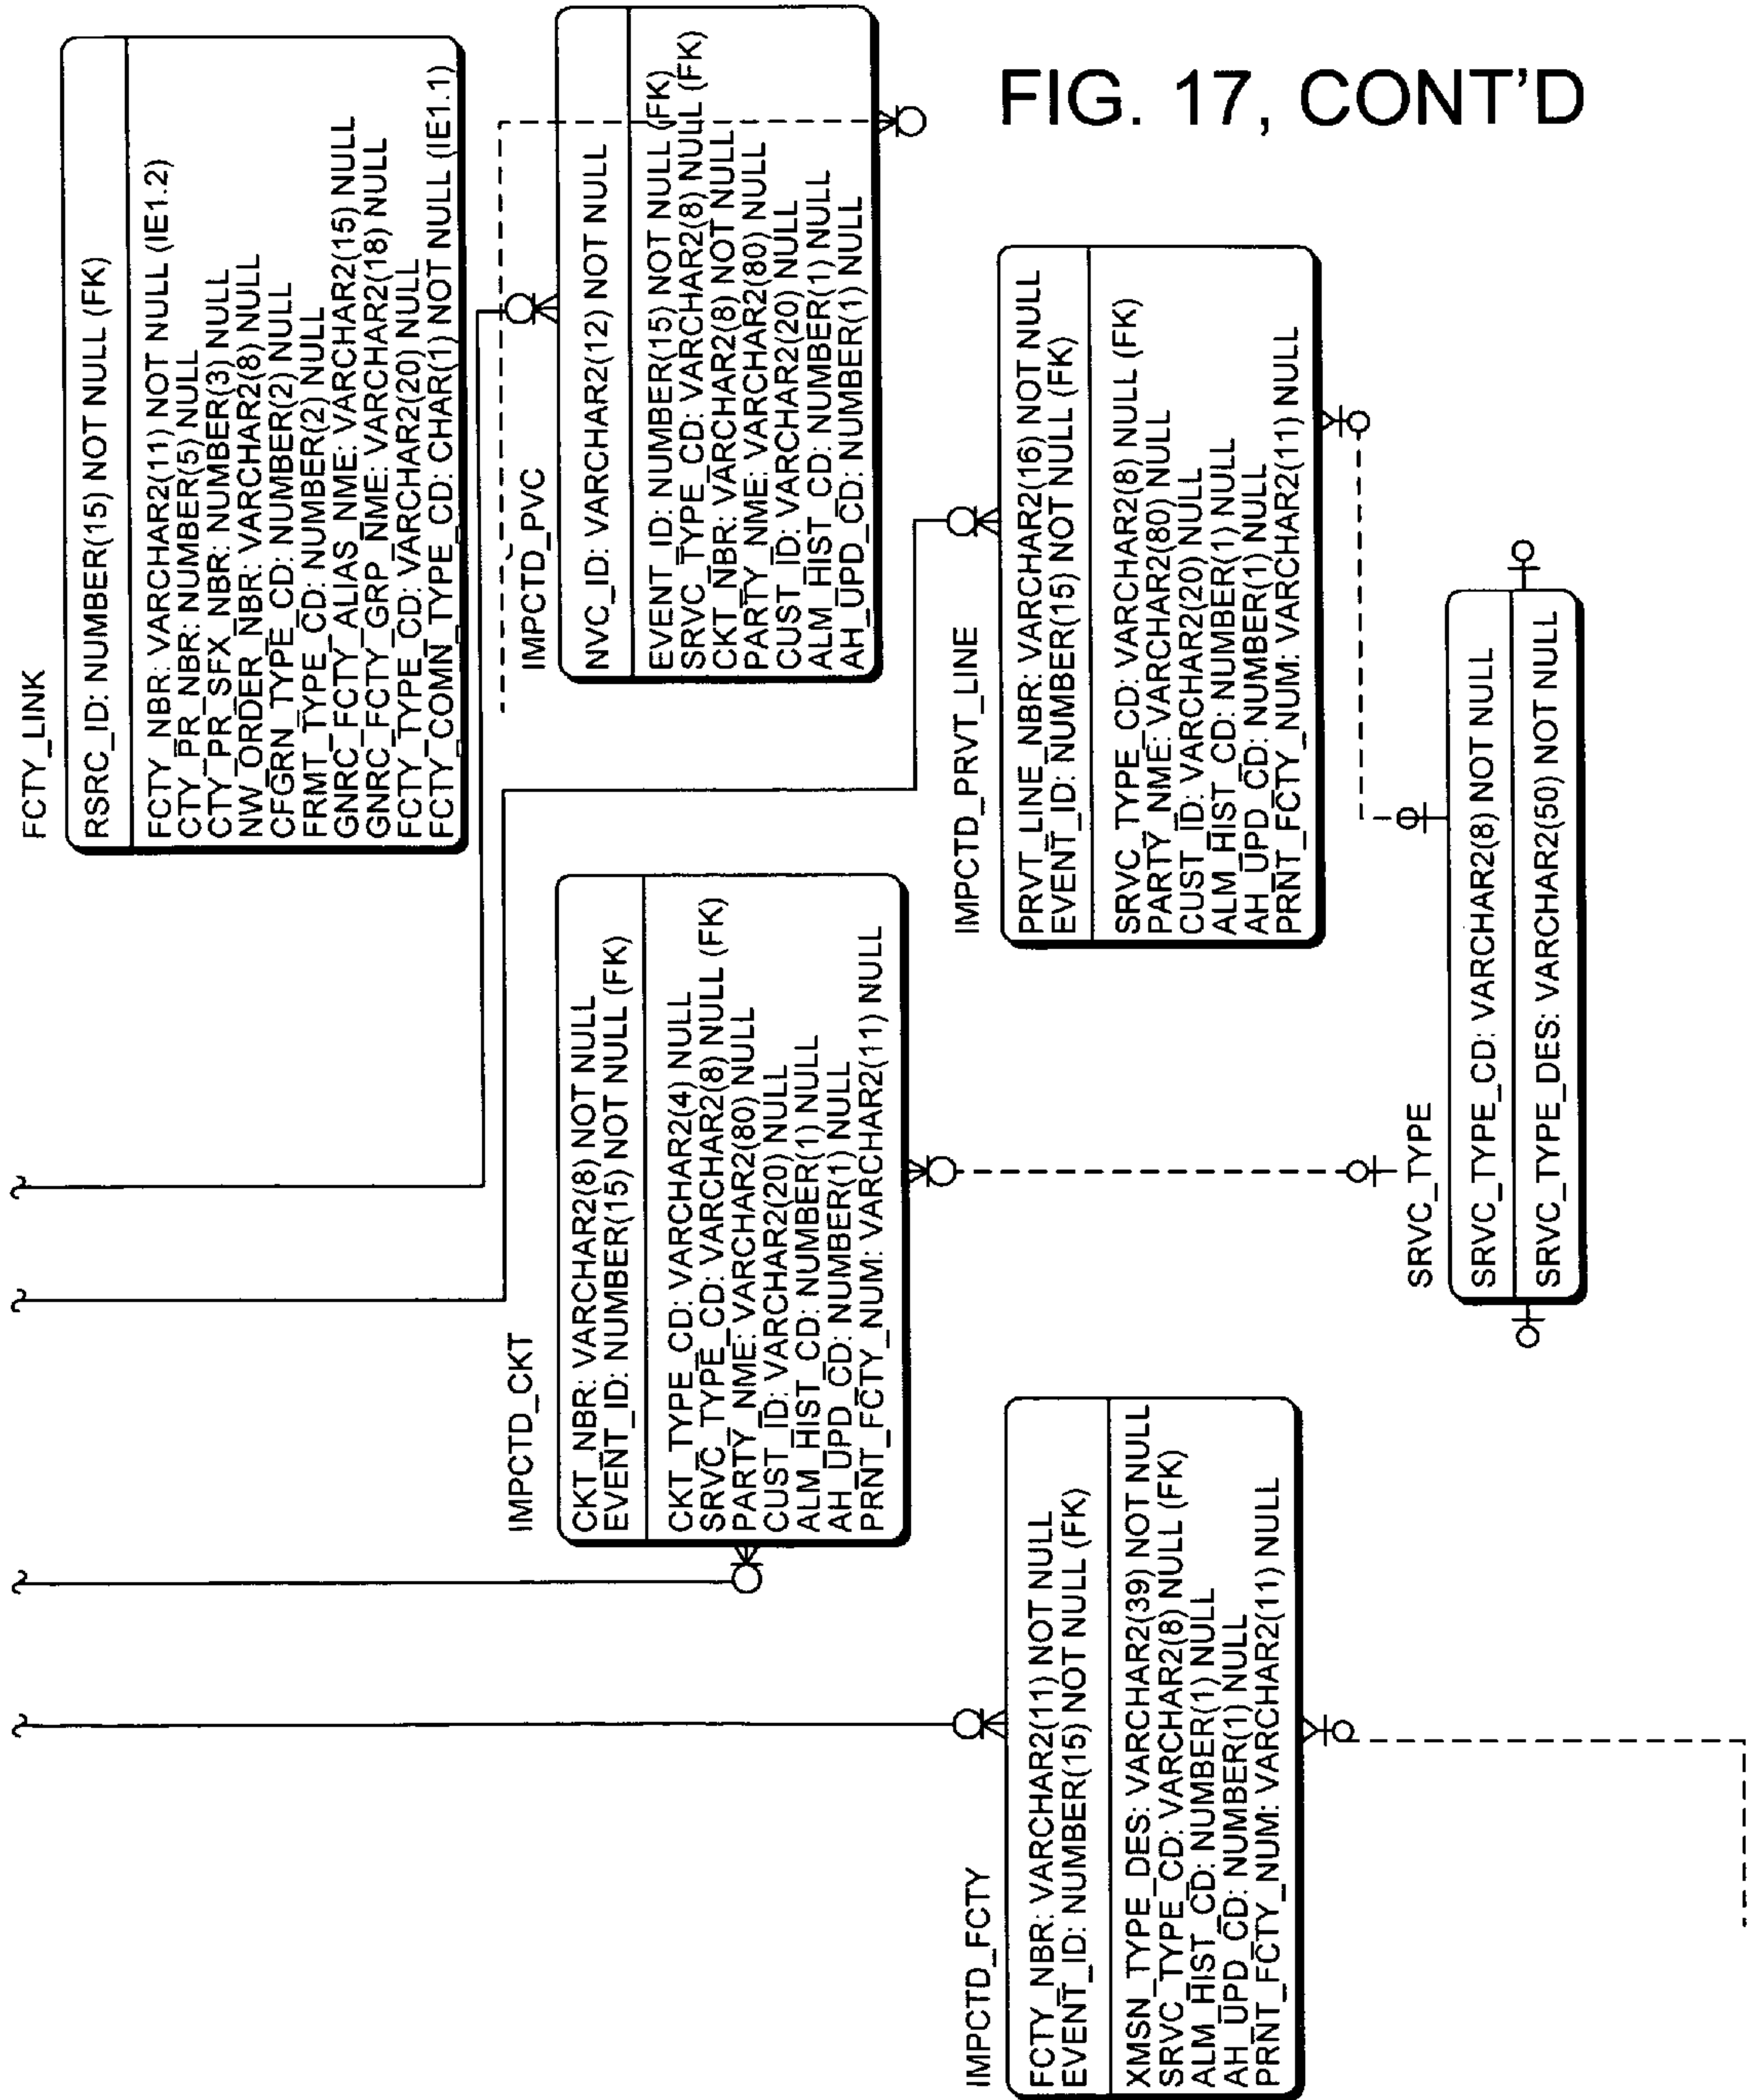 FIG. 17, CONT'D
FCTY_LINK
RSRC_ID: NUMBER(15) NOT NULL (FK)
FCTY_NBR: VARCHAR2(11) NOT NULL (IE1.2)
CTY_PR_NBR: NUMBER(5) NULL
CTY_PR_SFX_NBR: NUMBER(3) NULL
NW_ORDER_NBR: VARCHAR2(8) NULL
CFGRN_TYPE_CD: NUMBER(2) NULL
FRMT_TYPE_CD: NUMBER(2) NULL
GNRC_FCTY_ALIAS_NME: VARCHAR2(15) NULL
GNRC_FCTY_GRP_NME: VARCHAR2(18) NULL
FCTY_TYPE_CD: VARCHAR2(20) NULL
FCTY_COMN_TYPE_CD: CHAR(1) NOT NULL (IE1.1)
IMPCTD_PVC
NVC_ID: VARCHAR2(12) NOT NULL
EVENT_ID: NUMBER(15) NOT NULL (FK)
SRVC_TYPE_CD: VARCHAR2(8) NULL (FK)
CKT_NBR: VARCHAR2(8) NOT NULL
PARTY_NME: VARCHAR2(80) NULL
CUST_ID: VARCHAR2(20) NULL
ALM_HIST_CD: NUMBER(1) NULL
AH_UPD_CD: NUMBER(1) NULL
IMPCTD_CKT
CKT_NBR: VARCHAR2(8) NOT NULL
EVENT_ID: NUMBER(15) NOT NULL (FK)
CKT_TYPE_CD: VARCHAR2(4) NULL
SRVC_TYPE_CD: VARCHAR2(8) NULL (FK)
PARTY_NME: VARCHAR2(80) NULL
CUST_ID: VARCHAR2(20) NULL
ALM_HIST_CD: NUMBER(1) NULL
AH_UPD_CD: NUMBER(1) NULL
PRNT_FCTY_NUM: VARCHAR2(11) NULL
IMPCTD_PRVT_LINE
PRVT_LINE_NBR: VARCHAR2(16) NOT NULL
EVENT_ID: NUMBER(15) NOT NULL (FK)
SRVC_TYPE_CD: VARCHAR2(8) NULL (FK)
PARTY_NME: VARCHAR2(80) NULL
CUST_ID: VARCHAR2(20) NULL
ALM_HIST_CD: NUMBER(1) NULL
AH_UPD_CD: NUMBER(1) NULL
PRNT_FCTY_NUM: VARCHAR2(11) NULL
IMPCTD_FCTY
FCTY_NBR: VARCHAR2(11) NOT NULL
EVENT_ID: NUMBER(15) NOT NULL (FK)
XMSN_TYPE_DES: VARCHAR2(39) NOT NULL
SRVC_TYPE_CD: VARCHAR2(8) NULL (FK)
ALM_HIST_CD: NUMBER(1) NULL
AH_UPD_CD: NUMBER(1) NULL
PRNT_FCTY_NUM: VARCHAR2(11) NULL
SRVC_TYPE
SRVC_TYPE_CD: VARCHAR2(8) NOT NULL
SRVC_TYPE_DES: VARCHAR2(50) NOT NULL